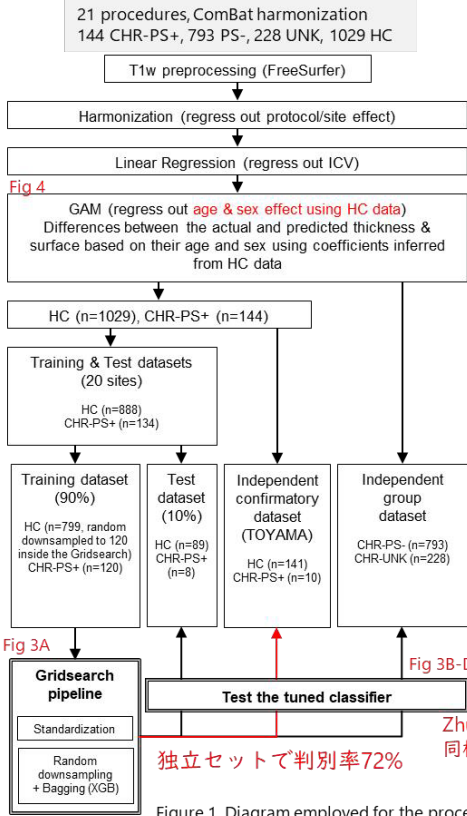 21 procedures, ComBat harmonization
144 CHR-PS+, 793 PS-, 228 UNK, 1029 HC
T1w preprocessing (FreeSurfer)
Harmonization (regress out protocol/site effect)
Linear Regression (regress out ICV)
Fig 4
GAM (regress out age & sex effect using HC data)
Differences between the actual and predicted thickness &
surface based on their age and sex using coefficients inferred
from HC data
HC (n=1029), CHR-PS+ (n=144)
Training & Test datasets
(20 sites)
HC (n=888)
CHR-PS+ (n=134)
Training dataset
(90%)
HC (n=799, random
downsampled to 120
inside the Gridsearch)
CHR-PS+ (n=120)
Test
dataset
(10%)
HC (n=89)
CHR-PS+
(n=8)
Independent
confirmatory
dataset
(TOYAMA)
HC (n=141)
CHR-PS+ (n=10)
Independent
group
dataset
CHR-PS- (n=793)
CHR-UNK (n=228)
Fig 3A
Fig 3B-D
Gridsearch
pipeline
Standardization
Random
downsampling
+ Bagging (XGB)
Test the tuned classifier
Zhu
同様
独立セットで判別率72%
Figure 1. Diagram employed for the proce